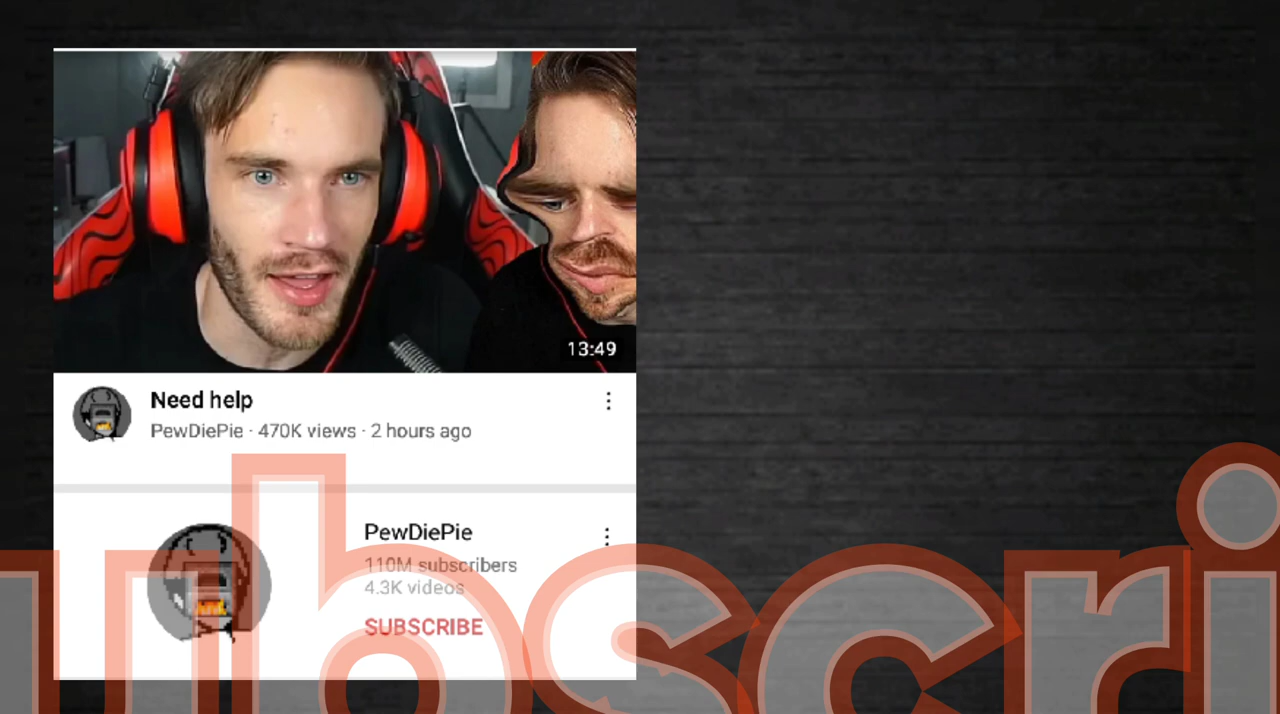 13:49
Need help
PewDiePie · 470K views · 2 hours ago
PewDiePie
110M subscribers
4.3K videos
SUBSCRIBE
ubscri